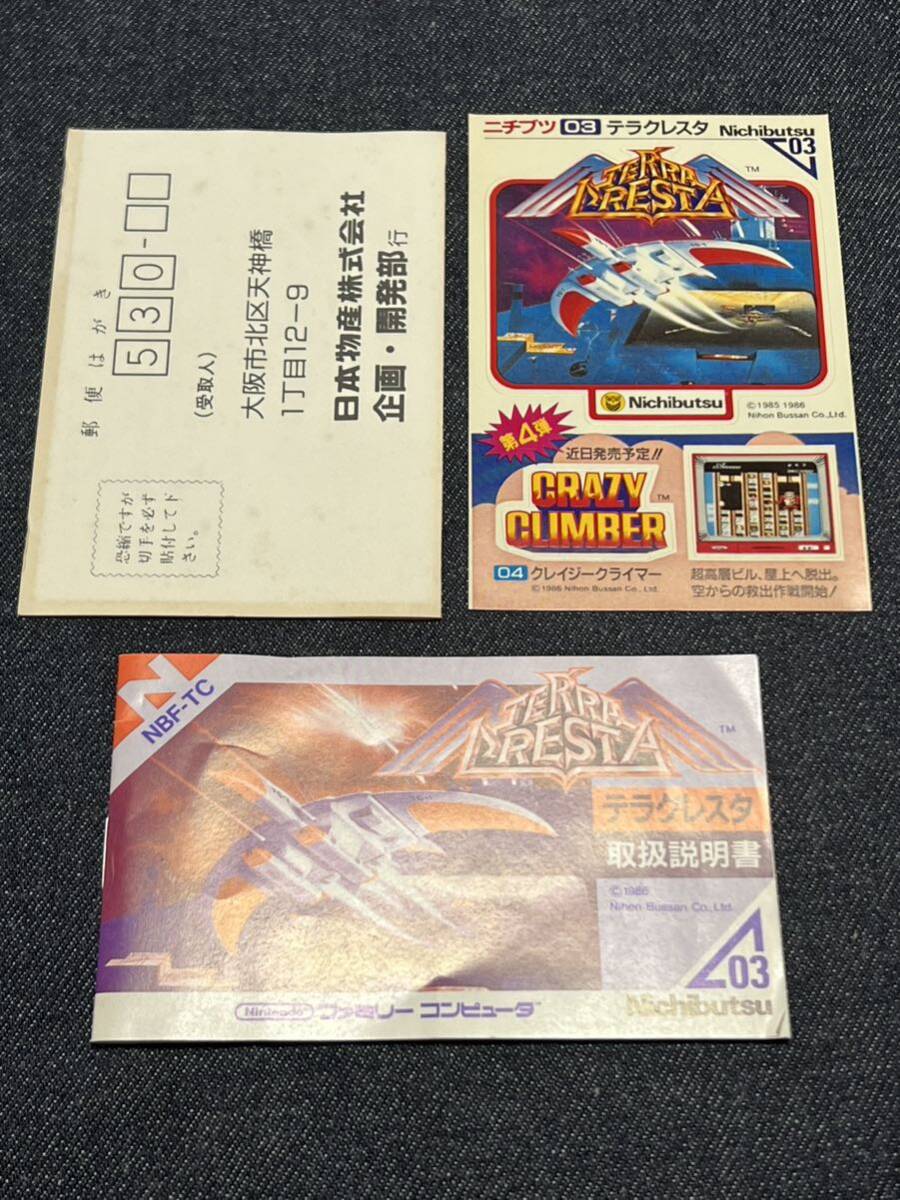 郵便はがき
530-
(受取人)
大阪市北区天神橋
1丁目12-9
日本物産株式会社
企画・開発部行
恐縮ですが
切手を必ず
貼付して下
さい。
ニチブツ 03 テラクレスタ Nichibutsu 03
TERRA CRESTA TM
Nichibutsu
©1985 1986
Nihon Bussan Co.,Ltd.
第4弾
近日発売予定!!
CRAZY
CLIMBER TM
04 クレイジークライマー
©1986 Nihon Bussan Co., Ltd.
超高層ビル、屋上へ脱出。
空からの救出作戦開始!
N
NBF-TC
TERRA
CRESTA TM
テラクレスタ
取扱説明書
©1986
Nihon Bussan Co., Ltd.
03
Nichibutsu
Nintendo ファミリーコンピュータ